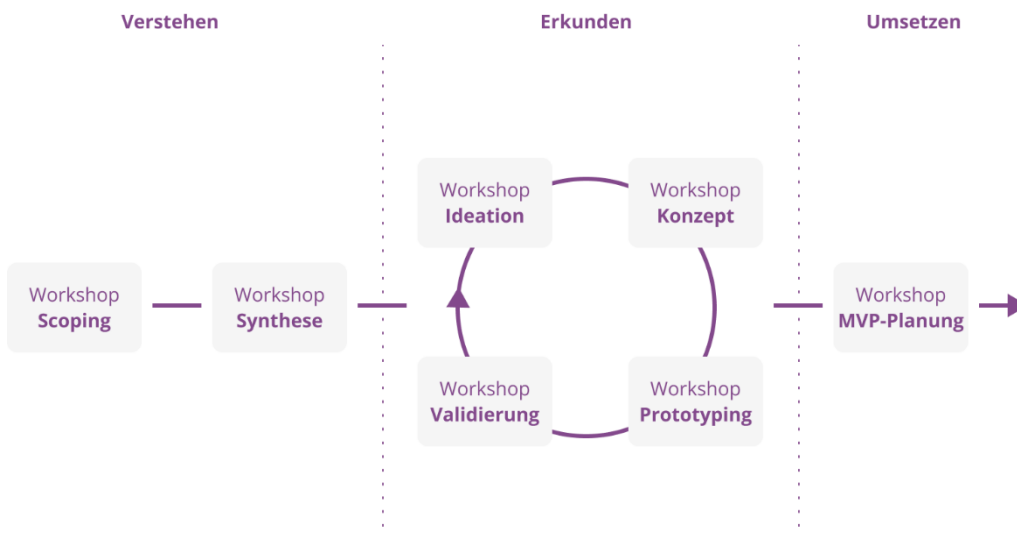 Verstehen
Erkunden
Umsetzen
Workshop
Scoping
Workshop
Synthese
Workshop
Ideation
Workshop
Konzept
Workshop
Validierung
Workshop
Prototyping
Workshop
MVP-Planung